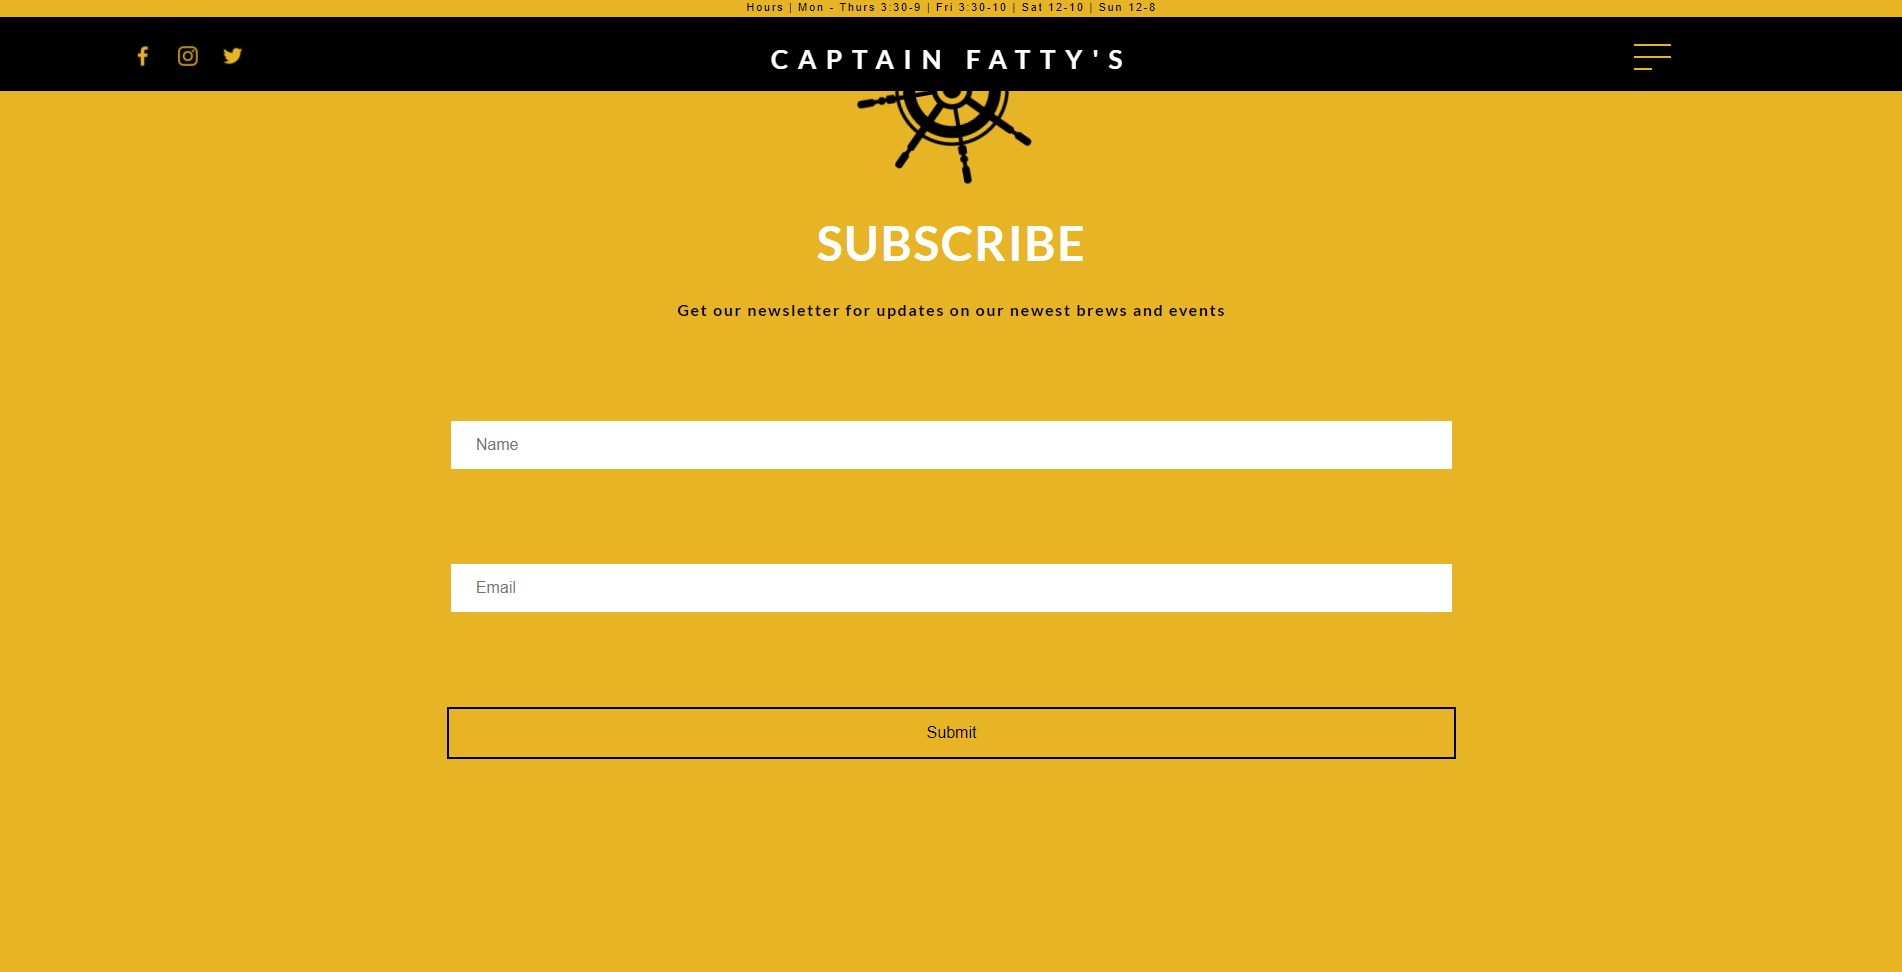 Hours | Mon - Thurs 3:30-9 | Fri 3:30-10 | Sat 12-10 | Sun 12-8
CAPTAIN FATTY'S
SUBSCRIBE
Get our newsletter for updates on our newest brews and events
Name
Email
Submit